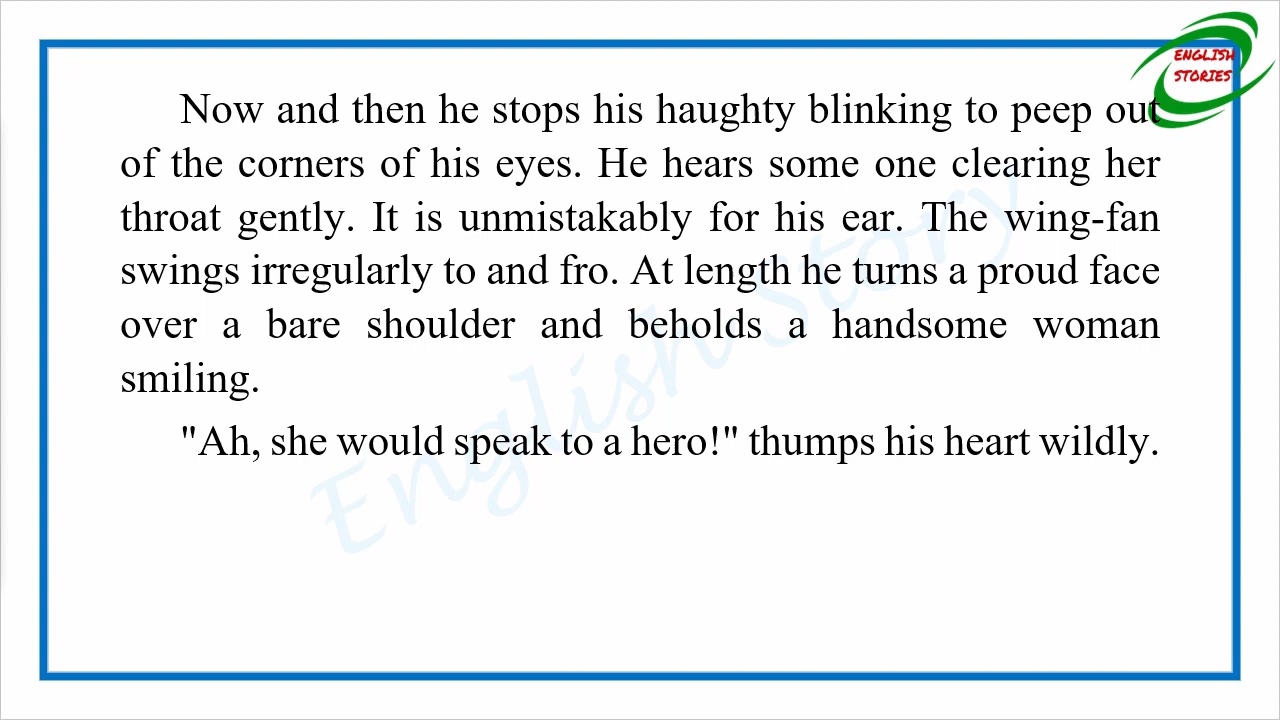 ENGLISH
STORIES
Now and then he stops his haughty blinking to peep out
of the corners of his eyes. He hears some one clearing her
throat gently. It is unmistakably for his ear. The wing-fan
swings irregularly to and fro. At length he turns a proud face
over a bare shoulder and beholds a handsome woman
smiling.
"Ah, she would speak to a hero!" thumps his heart wildly.
English Story